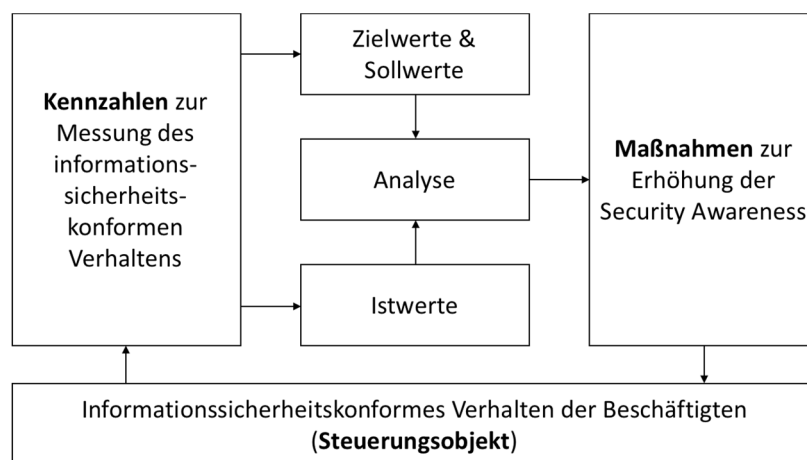 Kennzahlen zur
Messung des
informations-
sicherheits-
konformen
Verhaltens
Zielwerte &
Sollwerte
Analyse
Istwerte
Maßnahmen zur
Erhöhung der
Security Awareness
Informationssicherheitskonformes Verhalten der Beschäftigten
(Steuerungsobjekt)